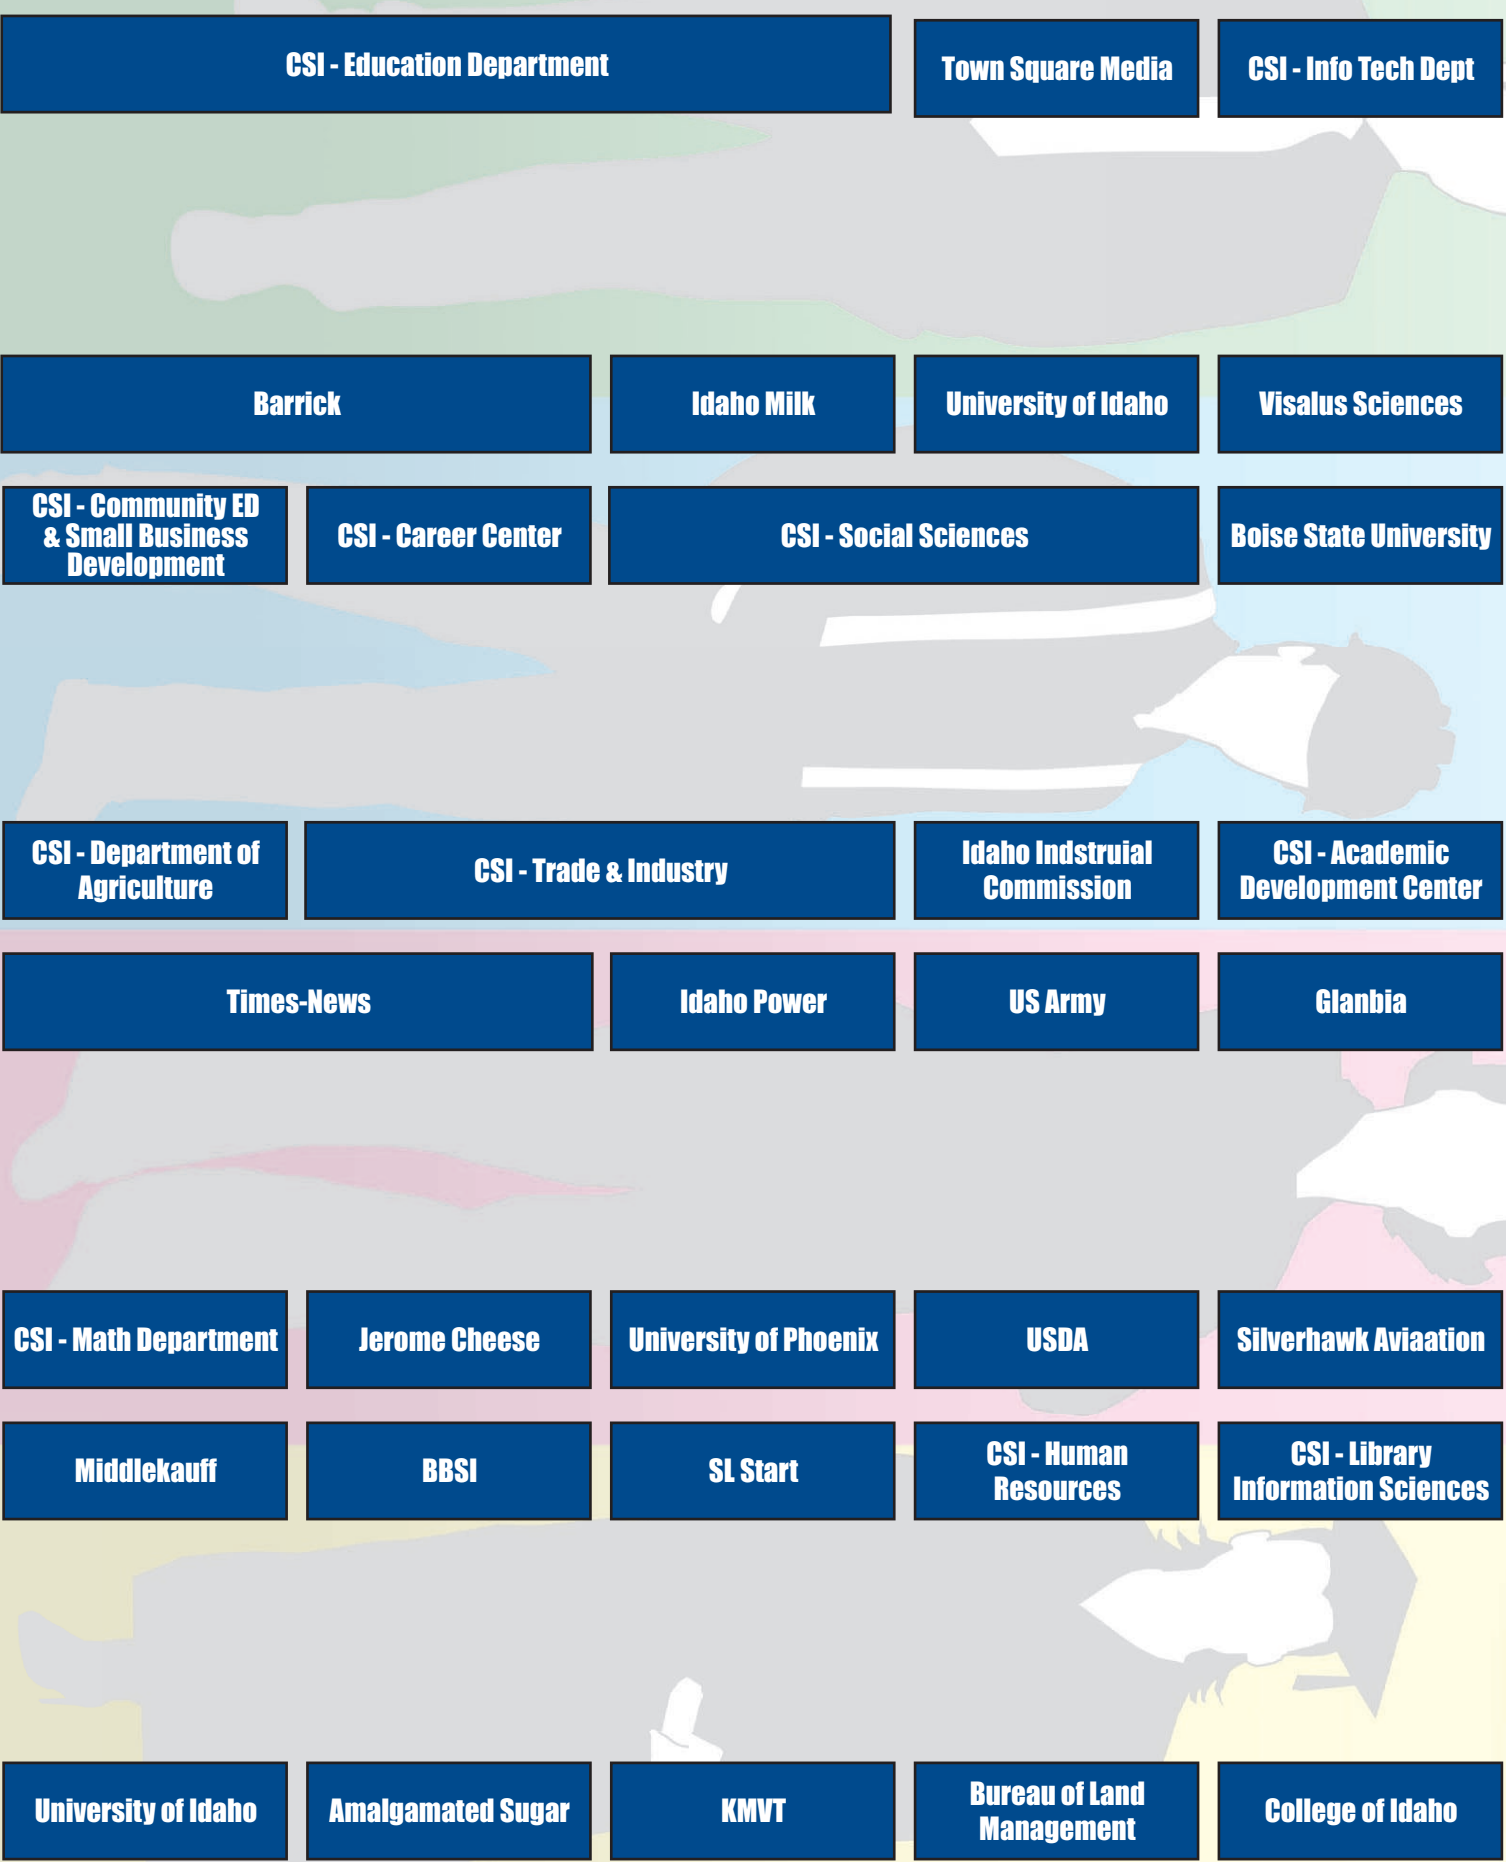 CSI - Education Department
Town Square Media
CSI - Info Tech Dept
Barrick
Idaho Milk
University of Idaho
Visalus Sciences
CSI - Community ED
& Small Business
Development
CSI - Career Center
CSI - Social Sciences
Boise State University
CSI - Department of
Agriculture
CSI - Trade & Industry
Idaho Indstruial
Commission
CSI - Academic
Development Center
Times-News
Idaho Power
US Army
Glanbia
CSI - Math Department
Jerome Cheese
University of Phoenix
USDA
Silverhawk Aviaation
Middlekauff
BBSI
SL Start
CSI - Human
Resources
CSI - Library
Information Sciences
University of Idaho
Amalgamated Sugar
KMVT
Bureau of Land
Management
College of Idaho